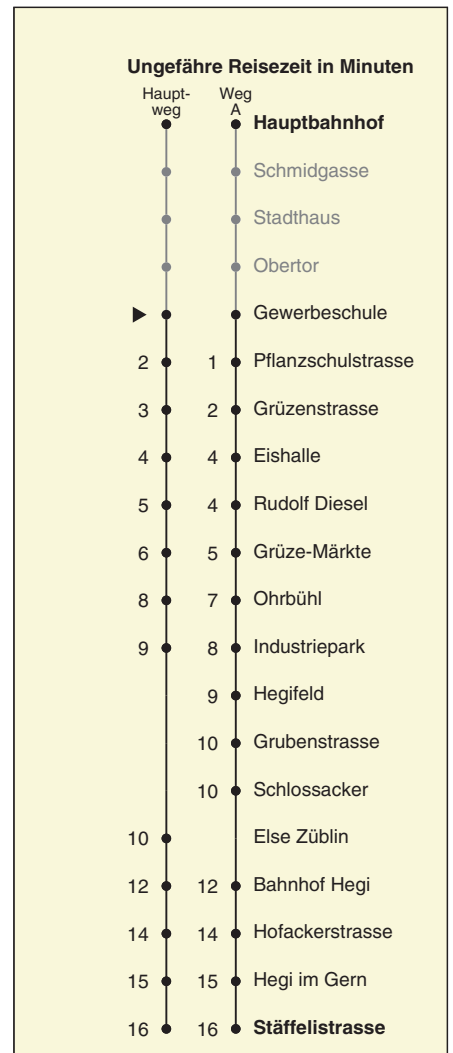 Ungefähre Reisezeit in Minuten
Haupt- Weg
weg A
Hauptbahnhof
Schmidgasse
Stadthaus
Obertor
Gewerbeschule
2 1 Pflanzschulstrasse
3 2 Grüzenstrasse
4 4 Eishalle
5 4 Rudolf Diesel
6 5 Grüze-Märkte
8 7 Ohrbühl
9 8 Industriepark
9 Hegifeld
10 Grubenstrasse
10 Schlossacker
10 Else Züblin
12 12 Bahnhof Hegi
14 14 Hofackerstrasse
15 15 Hegi im Gern
16 16 Stäffelistrasse